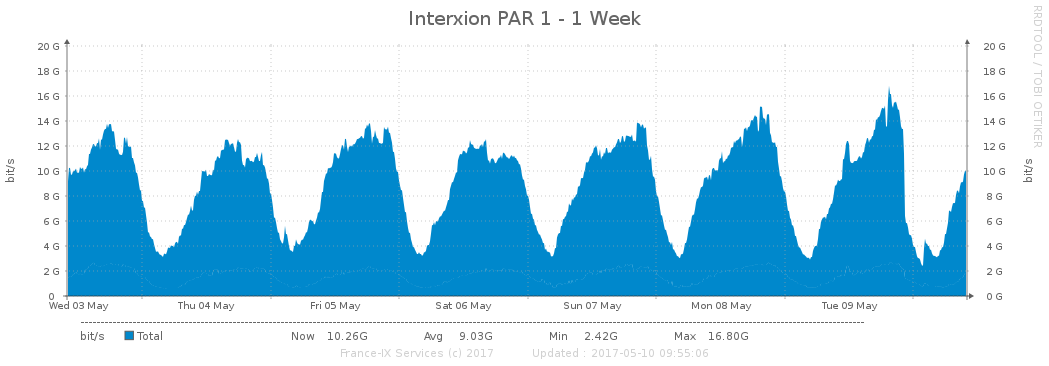 Interxion PAR 1 - 1 Week
RRDTOOL / TOBI OETIKER
bit/s
bit/s
20 G 20 G
18 G 18 G
16 G 16 G
14 G 14 G
12 G 12 G
10 G 10 G
8 G 8 G
6 G 6 G
4 G 4 G
2 G 2 G
0 0 G
Wed 03 May Thu 04 May Fri 05 May Sat 06 May Sun 07 May Mon 08 May Tue 09 May
bit/s Total Now 10.26G Avg 9.03G Min 2.42G Max 16.80G
France-IX Services (c) 2017 Updated : 2017-05-10 09:55:06